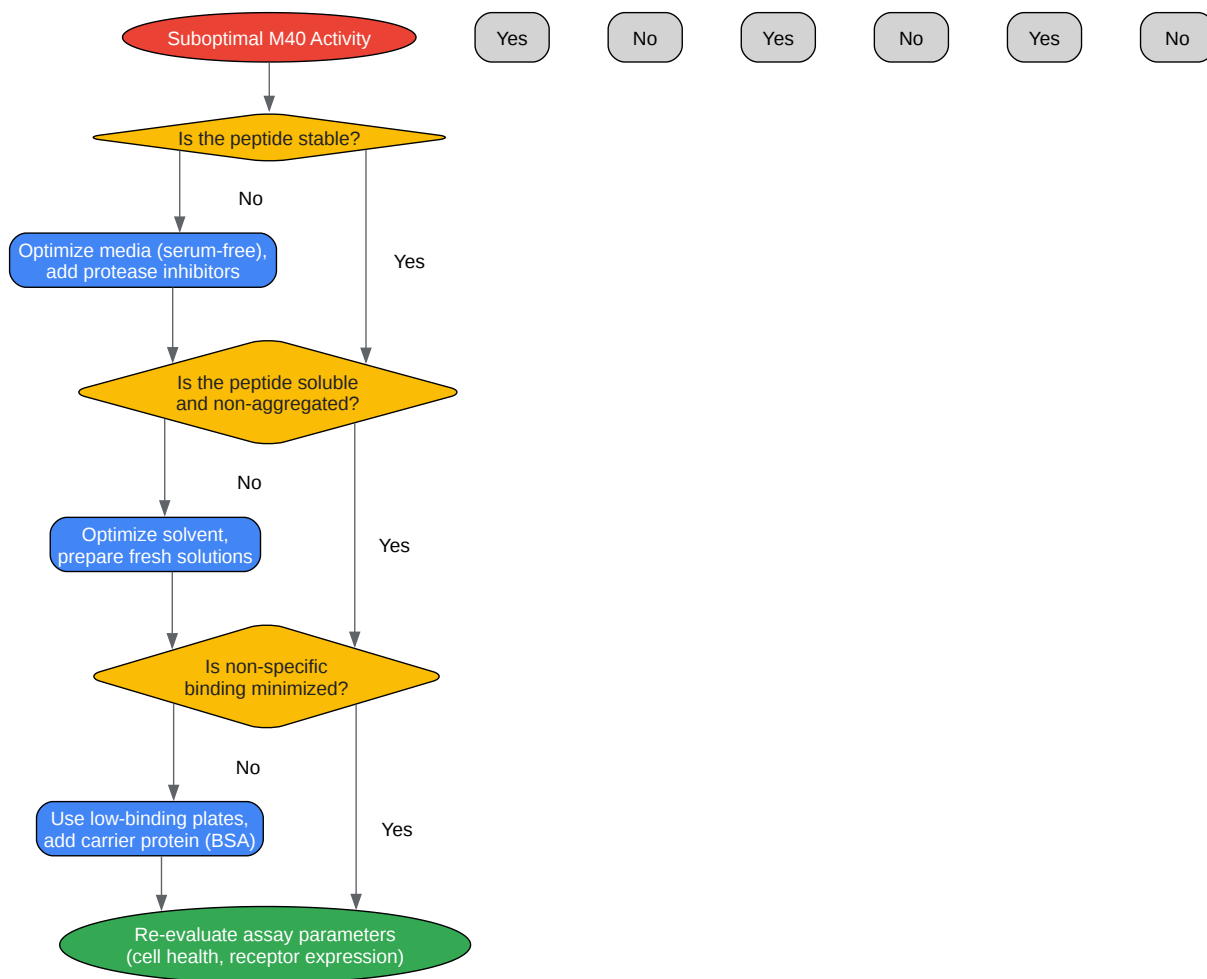 Suboptimal M40 Activity
Yes
No
Yes
No
Yes
No
Is the peptide stable?
No
Optimize media (serum-free),
add protease inhibitors
Yes
Is the peptide soluble
and non-aggregated?
No
Optimize solvent,
prepare fresh solutions
Yes
Is non-specific
binding minimized?
No
Use low-binding plates,
add carrier protein (BSA)
Yes
Re-evaluate assay parameters
(cell health, receptor expression)